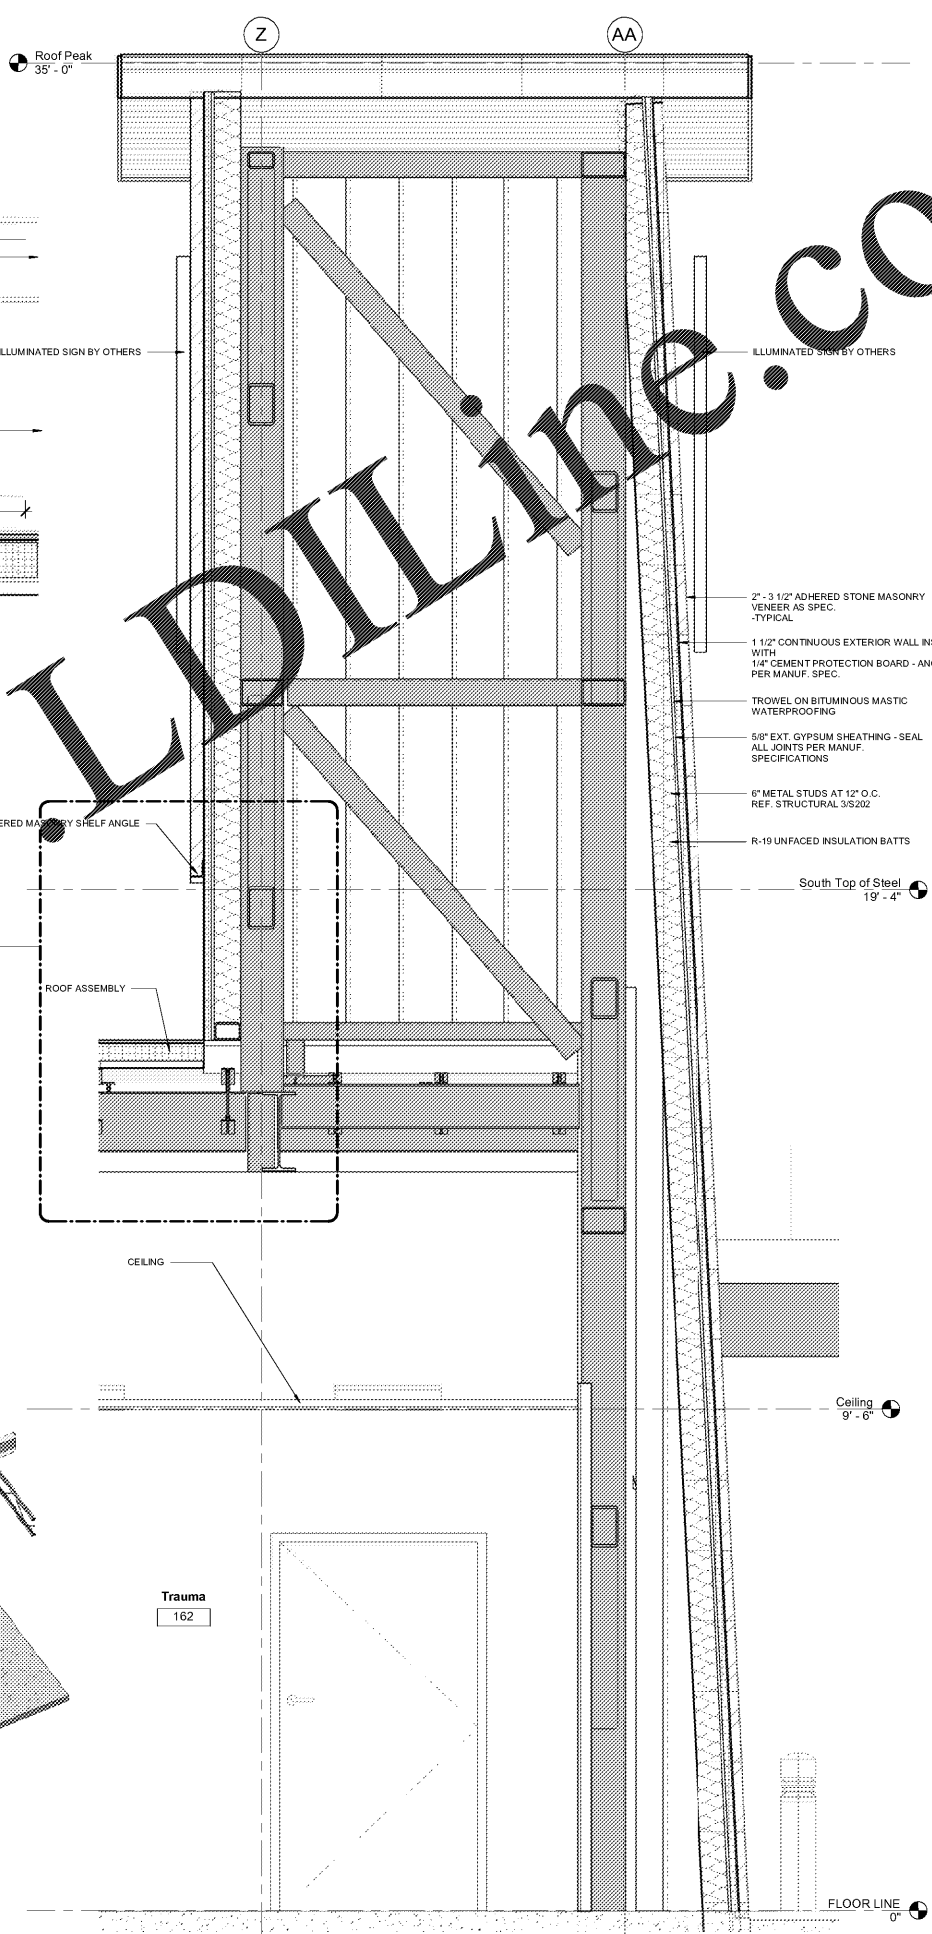 Z
AA
Roof Peak
35' - 0"
ILLUMINATED SIGN BY OTHERS
ILLUMINATED SIGN BY OTHERS
.LDILine.co
2" - 3 1/2" ADHERED STONE MASONRY
VENEER AS SPEC.
-TYPICAL
1 1/2" CONTINUOUS EXTERIOR WALL INS
WITH
1/4" CEMENT PROTECTION BOARD - ANC
PER MANUF. SPEC.
TROWEL ON BITUMINOUS MASTIC
WATERPROOFING
5/8" EXT. GYPSUM SHEATHING - SEAL
ALL JOINTS PER MANUF.
SPECIFICATIONS
6" METAL STUDS AT 12" O.C.
REF. STRUCTURAL 3/S202
ERED MASONRY SHELF ANGLE
R-19 UNFACED INSULATION BATTS
South Top of Steel
19' - 4"
ROOF ASSEMBLY
CEILING
Ceiling
9' - 6"
Trauma
162
FLOOR LINE
0"